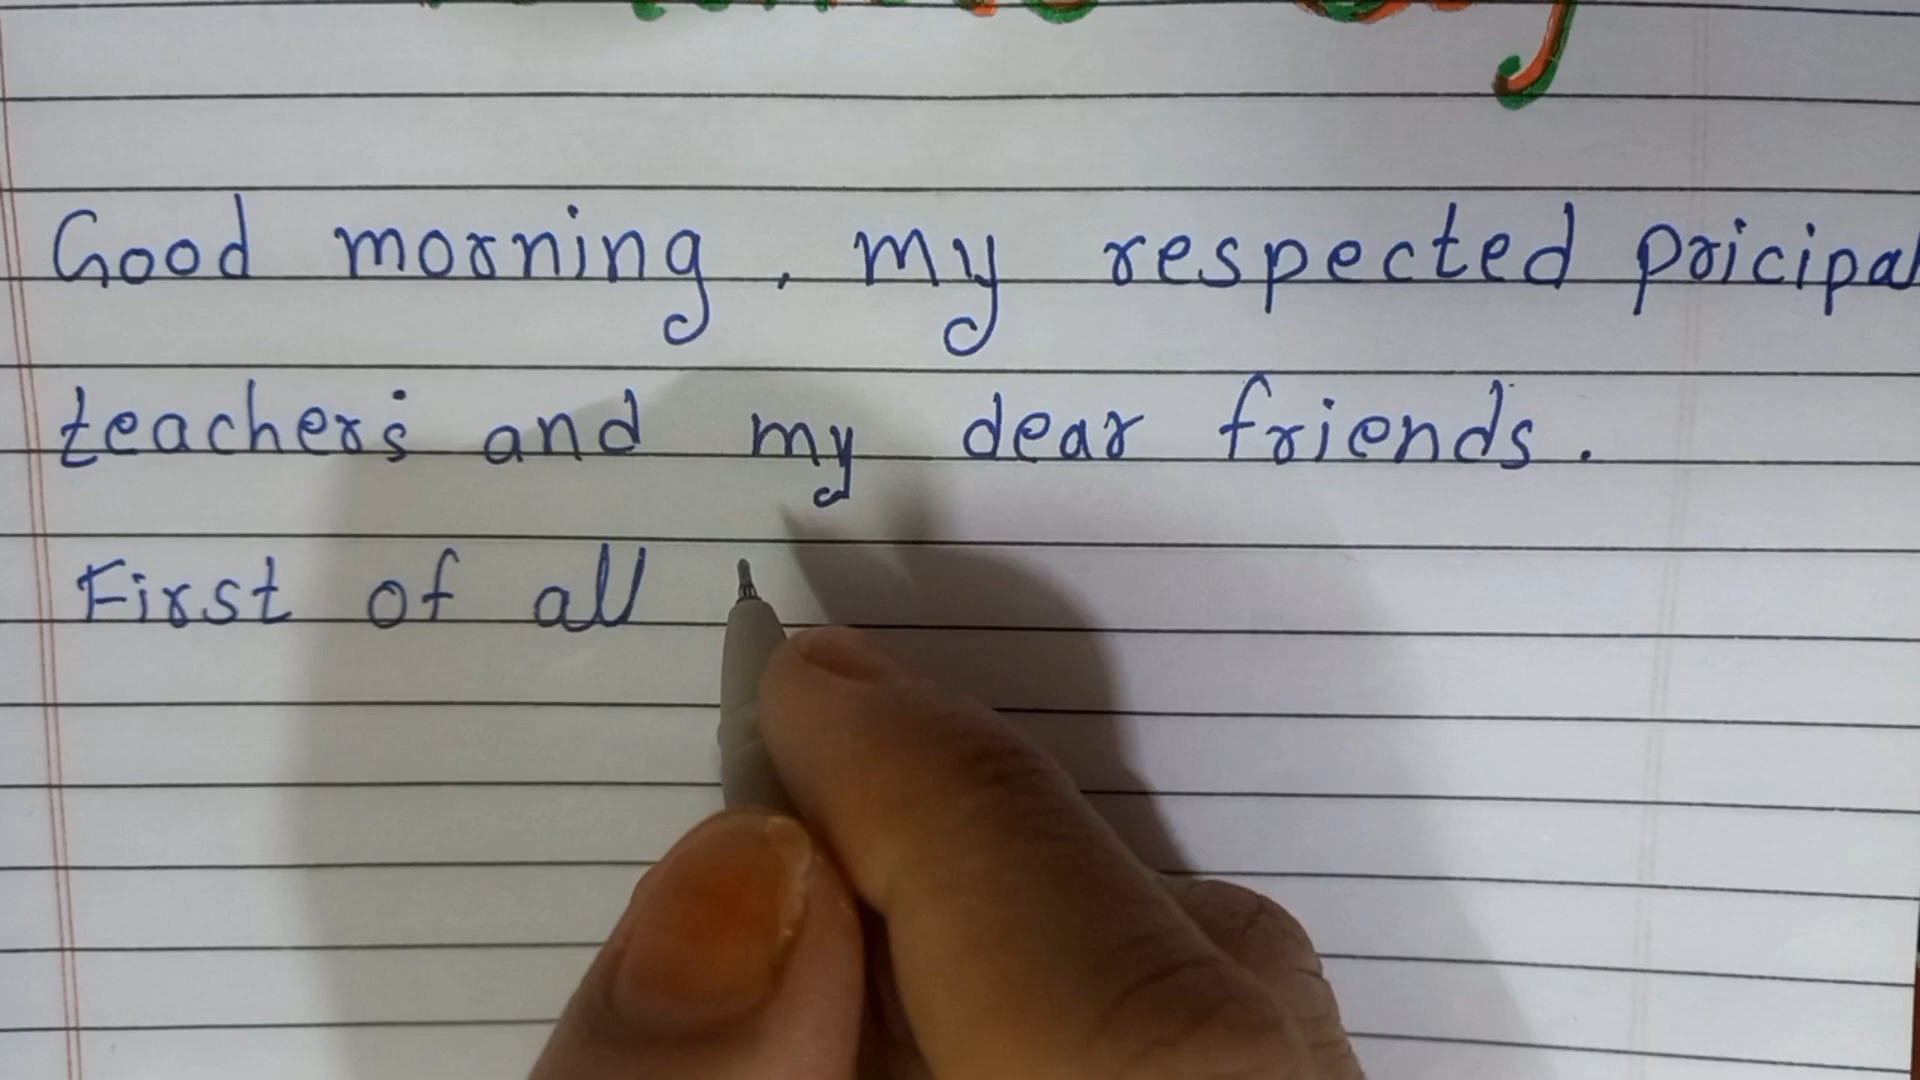 Good morning, my respected pricipal
teachers and my dear friends.
First of all